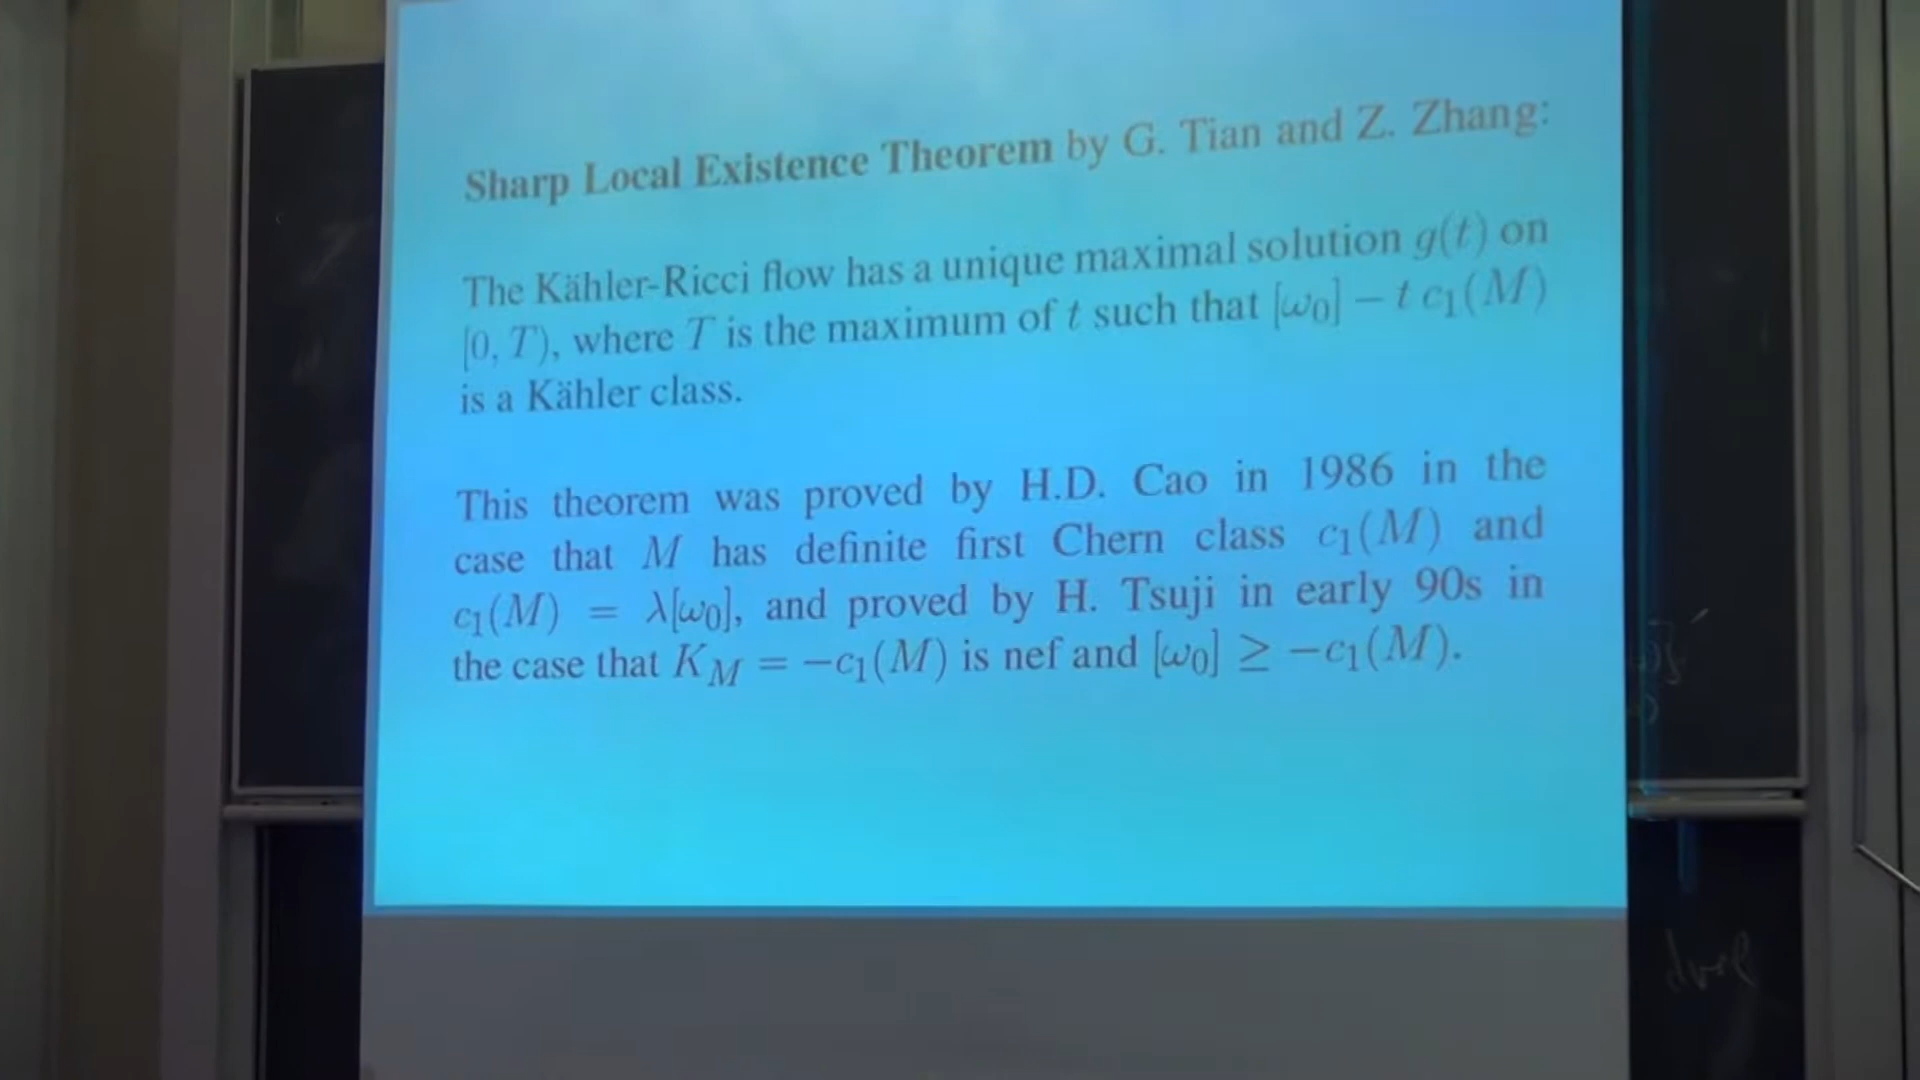 Sharp Local Existence Theorem by G. Tian and Z. Zhang:
The Kähler-Ricci flow has a unique maximal solution g(t) on
[0, T), where T is the maximum of t such that [ω₀] − t c₁(M)
is a Kähler class.
This theorem was proved by H.D. Cao in 1986 in the
case that M has definite first Chern class c₁(M) and
c₁(M) = λ[ω₀], and proved by H. Tsuji in early 90s in
the case that K_M = −c₁(M) is nef and [ω₀] ≥ −c₁(M).